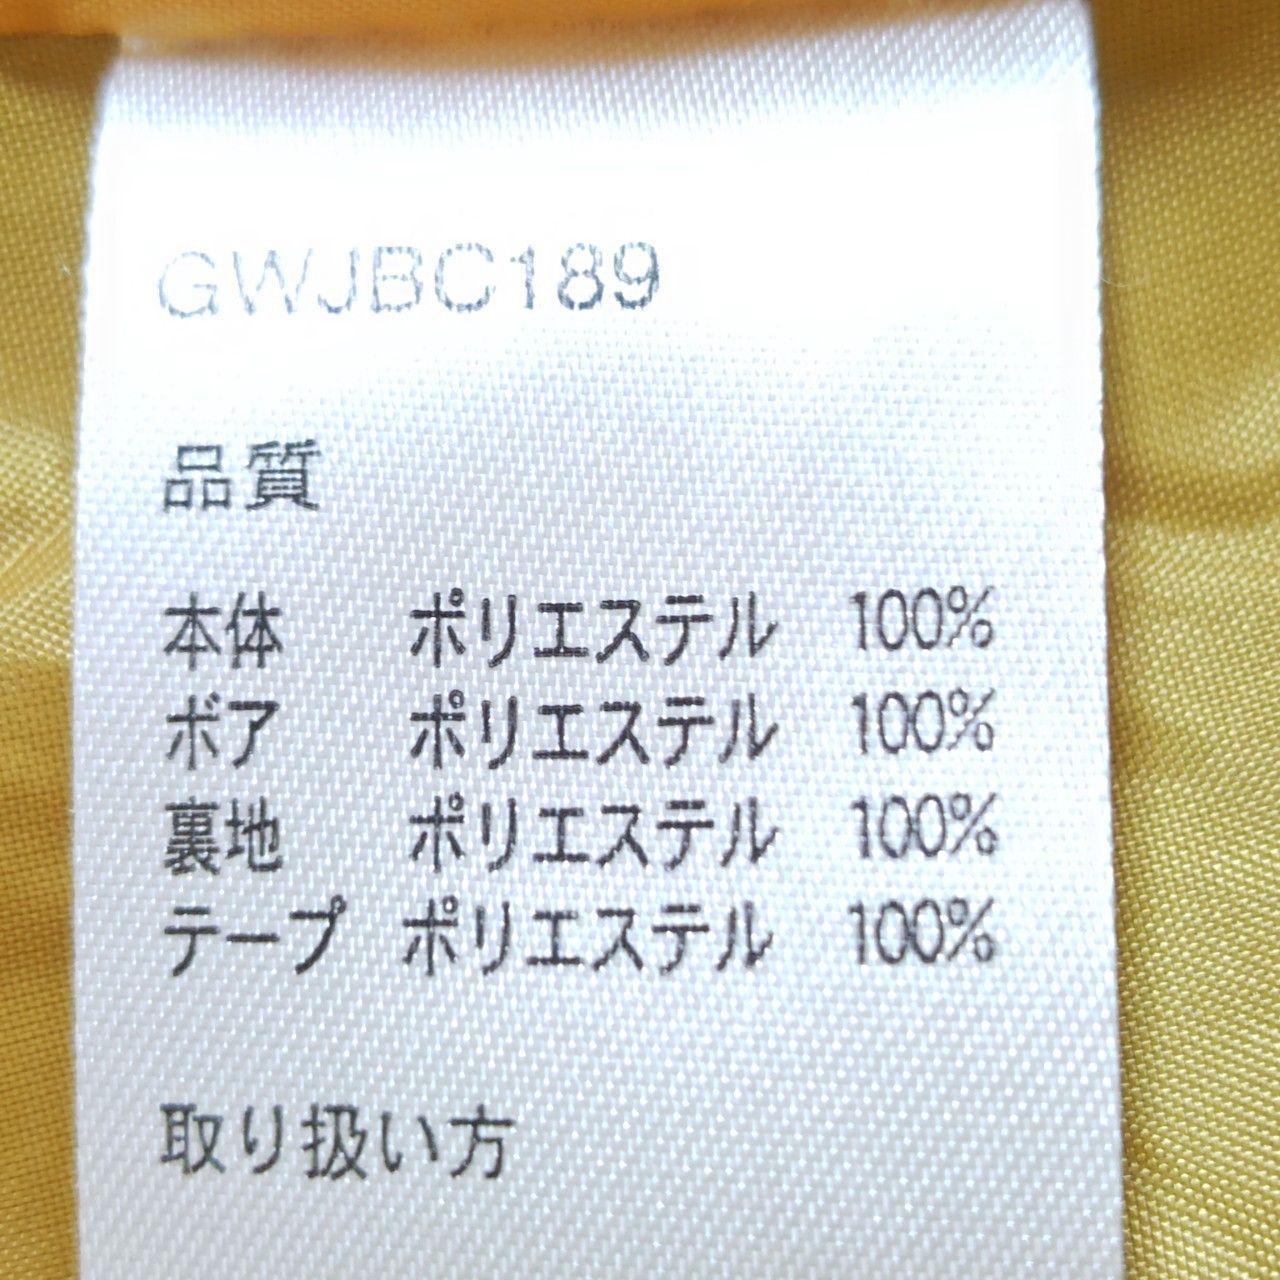 GWJBC189
品質
本体 ポリエステル 100%
ボア ポリエステル 100%
裏地 ポリエステル 100%
テープ ポリエステル 100%
取り扱い方